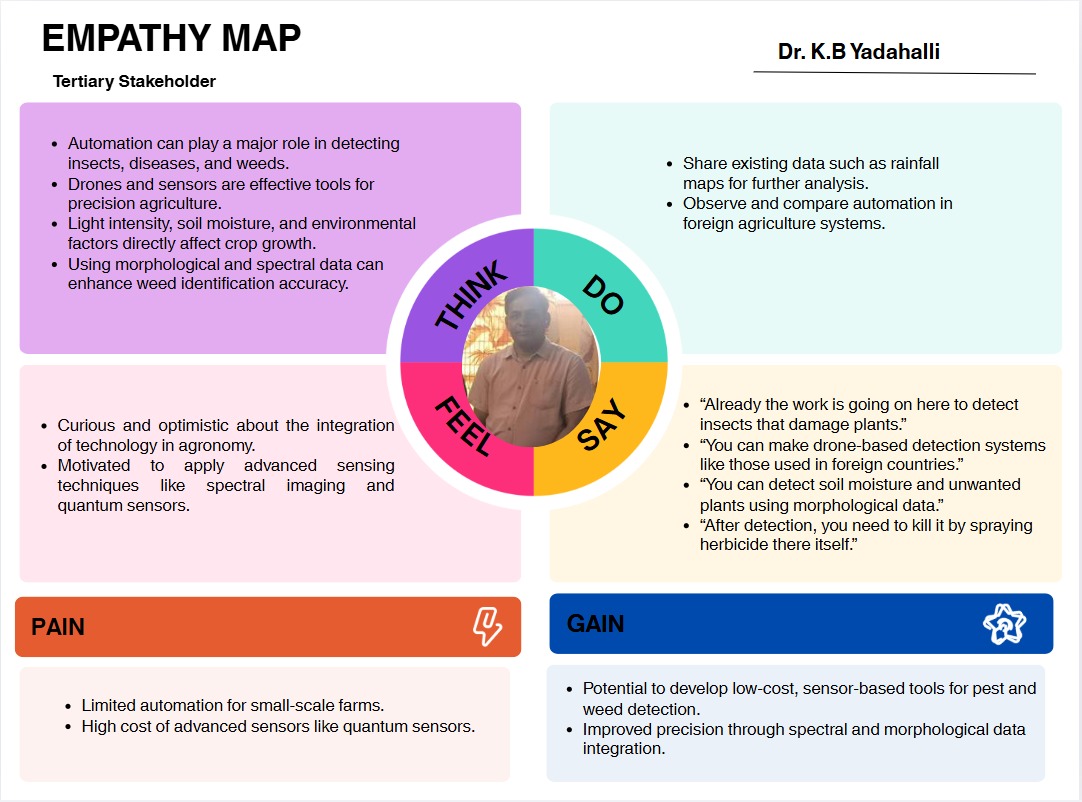 EMPATHY MAP
Dr. K.B Yadahalli
Tertiary Stakeholder
• Automation can play a major role in detecting
insects, diseases, and weeds.
• Drones and sensors are effective tools for
precision agriculture.
• Light intensity, soil moisture, and environmental
factors directly affect crop growth.
• Using morphological and spectral data can
enhance weed identification accuracy.
• Share existing data such as rainfall
maps for further analysis.
• Observe and compare automation in
foreign agriculture systems.
THINK
DO
FEEL
SAY
• Curious and optimistic about the integration
of technology in agronomy.
• Motivated to apply advanced sensing
techniques like spectral imaging and
quantum sensors.
• “Already the work is going on here to detect
insects that damage plants.”
• “You can make drone-based detection systems
like those used in foreign countries.”
• “You can detect soil moisture and unwanted
plants using morphological data.”
• “After detection, you need to kill it by spraying
herbicide there itself.”
PAIN
• Limited automation for small-scale farms.
• High cost of advanced sensors like quantum sensors.
GAIN
• Potential to develop low-cost, sensor-based tools for pest and
weed detection.
• Improved precision through spectral and morphological data
integration.